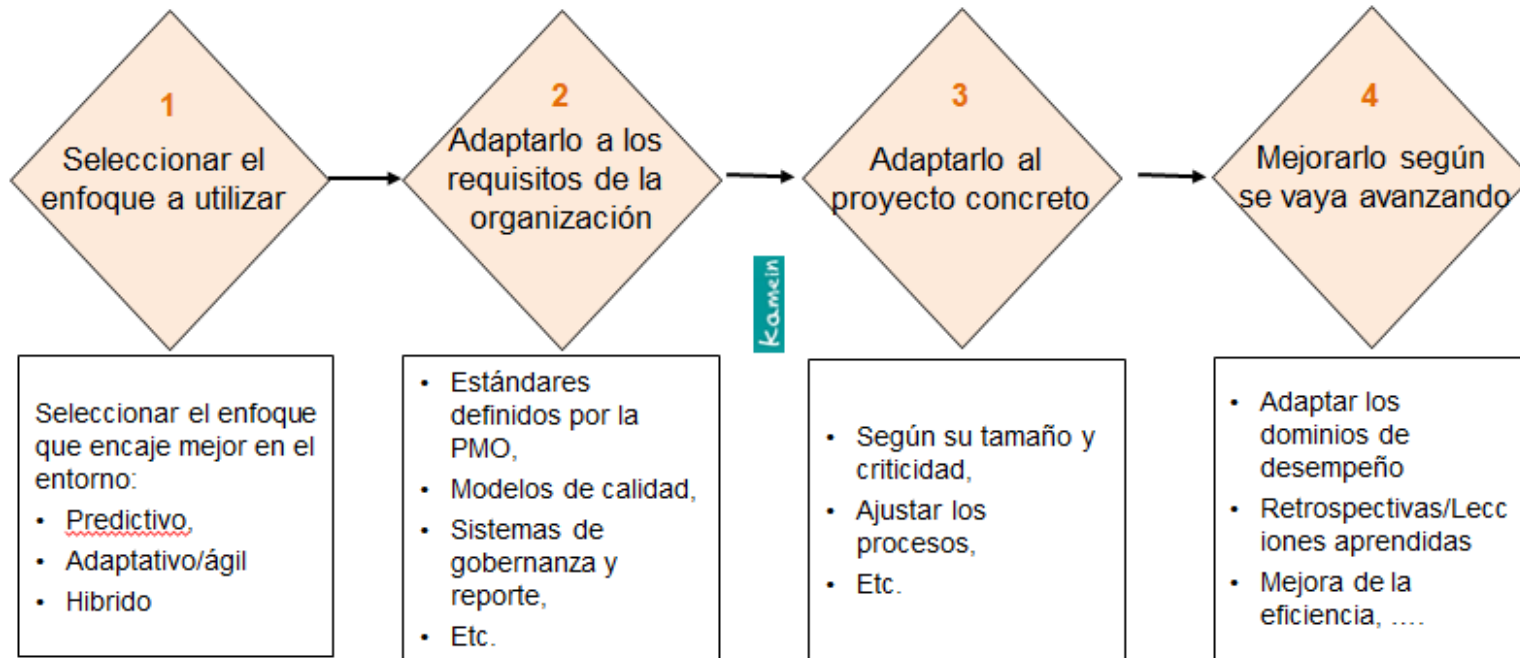 1
Seleccionar el
enfoque a utilizar
2
Adaptarlo a los
requisitos de la
organización
3
Adaptarlo al
proyecto concreto
4
Mejorarlo según
se vaya avanzando
kamein
Seleccionar el enfoque
que encaje mejor en el
entorno:
• Predictivo,
• Adaptativo/ágil
• Hibrido
• Estándares
definidos por la
PMO,
• Modelos de calidad,
• Sistemas de
gobernanza y
reporte,
• Etc.
• Según su tamaño y
criticidad,
• Ajustar los
procesos,
• Etc.
• Adaptar los
dominios de
desempeño
• Retrospectivas/Lecc
iones aprendidas
• Mejora de la
eficiencia, ....